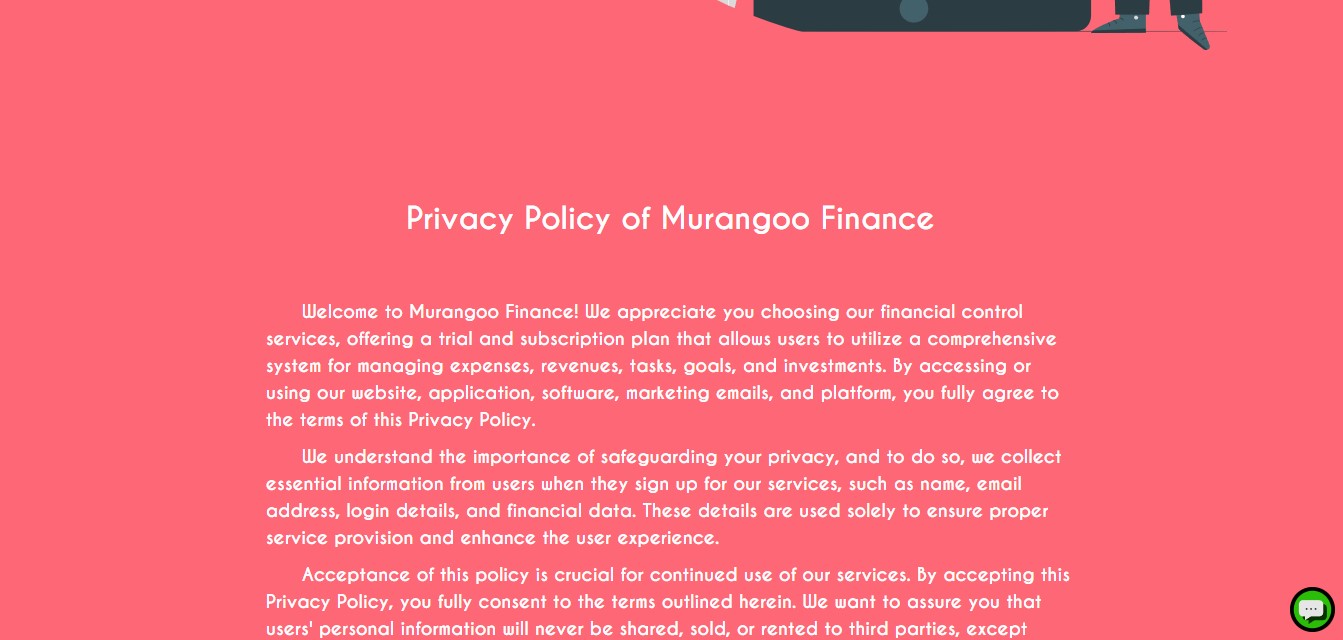 Privacy Policy of Murangoo Finance
Welcome to Murangoo Finance! We appreciate you choosing our financial control
services, offering a trial and subscription plan that allows users to utilize a comprehensive
system for managing expenses, revenues, tasks, goals, and investments. By accessing or
using our website, application, software, marketing emails, and platform, you fully agree to
the terms of this Privacy Policy.
We understand the importance of safeguarding your privacy, and to do so, we collect
essential information from users when they sign up for our services, such as name, email
address, login details, and financial data. These details are used solely to ensure proper
service provision and enhance the user experience.
Acceptance of this policy is crucial for continued use of our services. By accepting this
Privacy Policy, you fully consent to the terms outlined herein. We want to assure you that
users' personal information will never be shared, sold, or rented to third parties, except